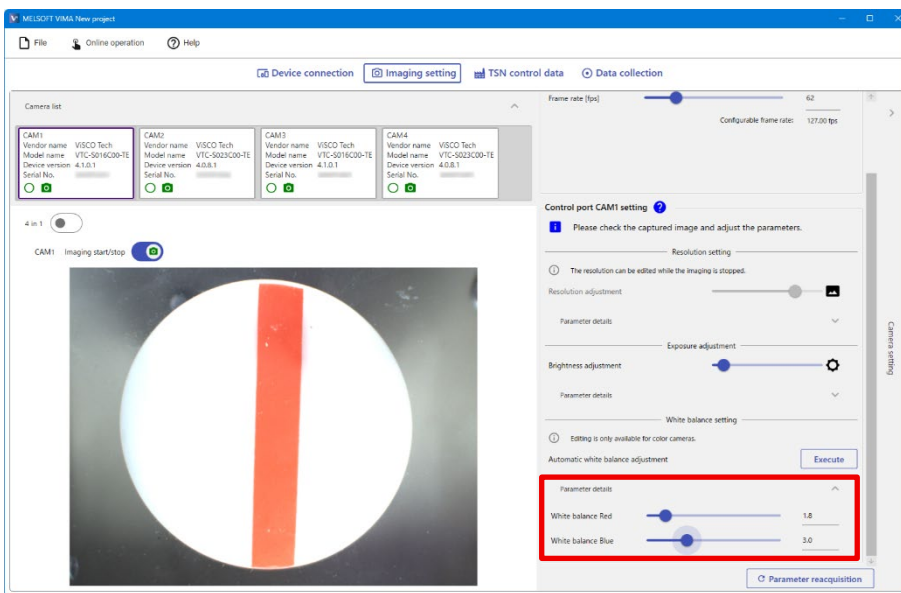 MELSOFT VIMA New project
File Online operation Help
Device connection Imaging setting TSN control data Data collection
Camera list
CAM1
Vendor name ViSCO Tech
Model name VTC-S016C00-TE
Device version 4.1.0.1
Serial No.
CAM2
Vendor name ViSCO Tech
Model name VTC-S023C00-TE
Device version 4.0.8.1
Serial No.
CAM3
Vendor name ViSCO Tech
Model name VTC-S016C00-TE
Device version 4.1.0.1
Serial No.
CAM4
Vendor name ViSCO Tech
Model name VTC-S023C00-TE
Device version 4.0.8.1
Serial No.
4 in 1
CAM1 Imaging start/stop
Frame rate [fps] 62
Configurable frame rate: 127.00 fps
Control port CAM1 setting
Please check the captured image and adjust the parameters.
Resolution setting
The resolution can be edited while the imaging is stopped.
Resolution adjustment
Parameter details
Exposure adjustment
Brightness adjustment
Parameter details
White balance setting
Editing is only available for color cameras.
Automatic white balance adjustment Execute
Parameter details
White balance Red 1.8
White balance Blue 3.0
Parameter reacquisition
Camera setting